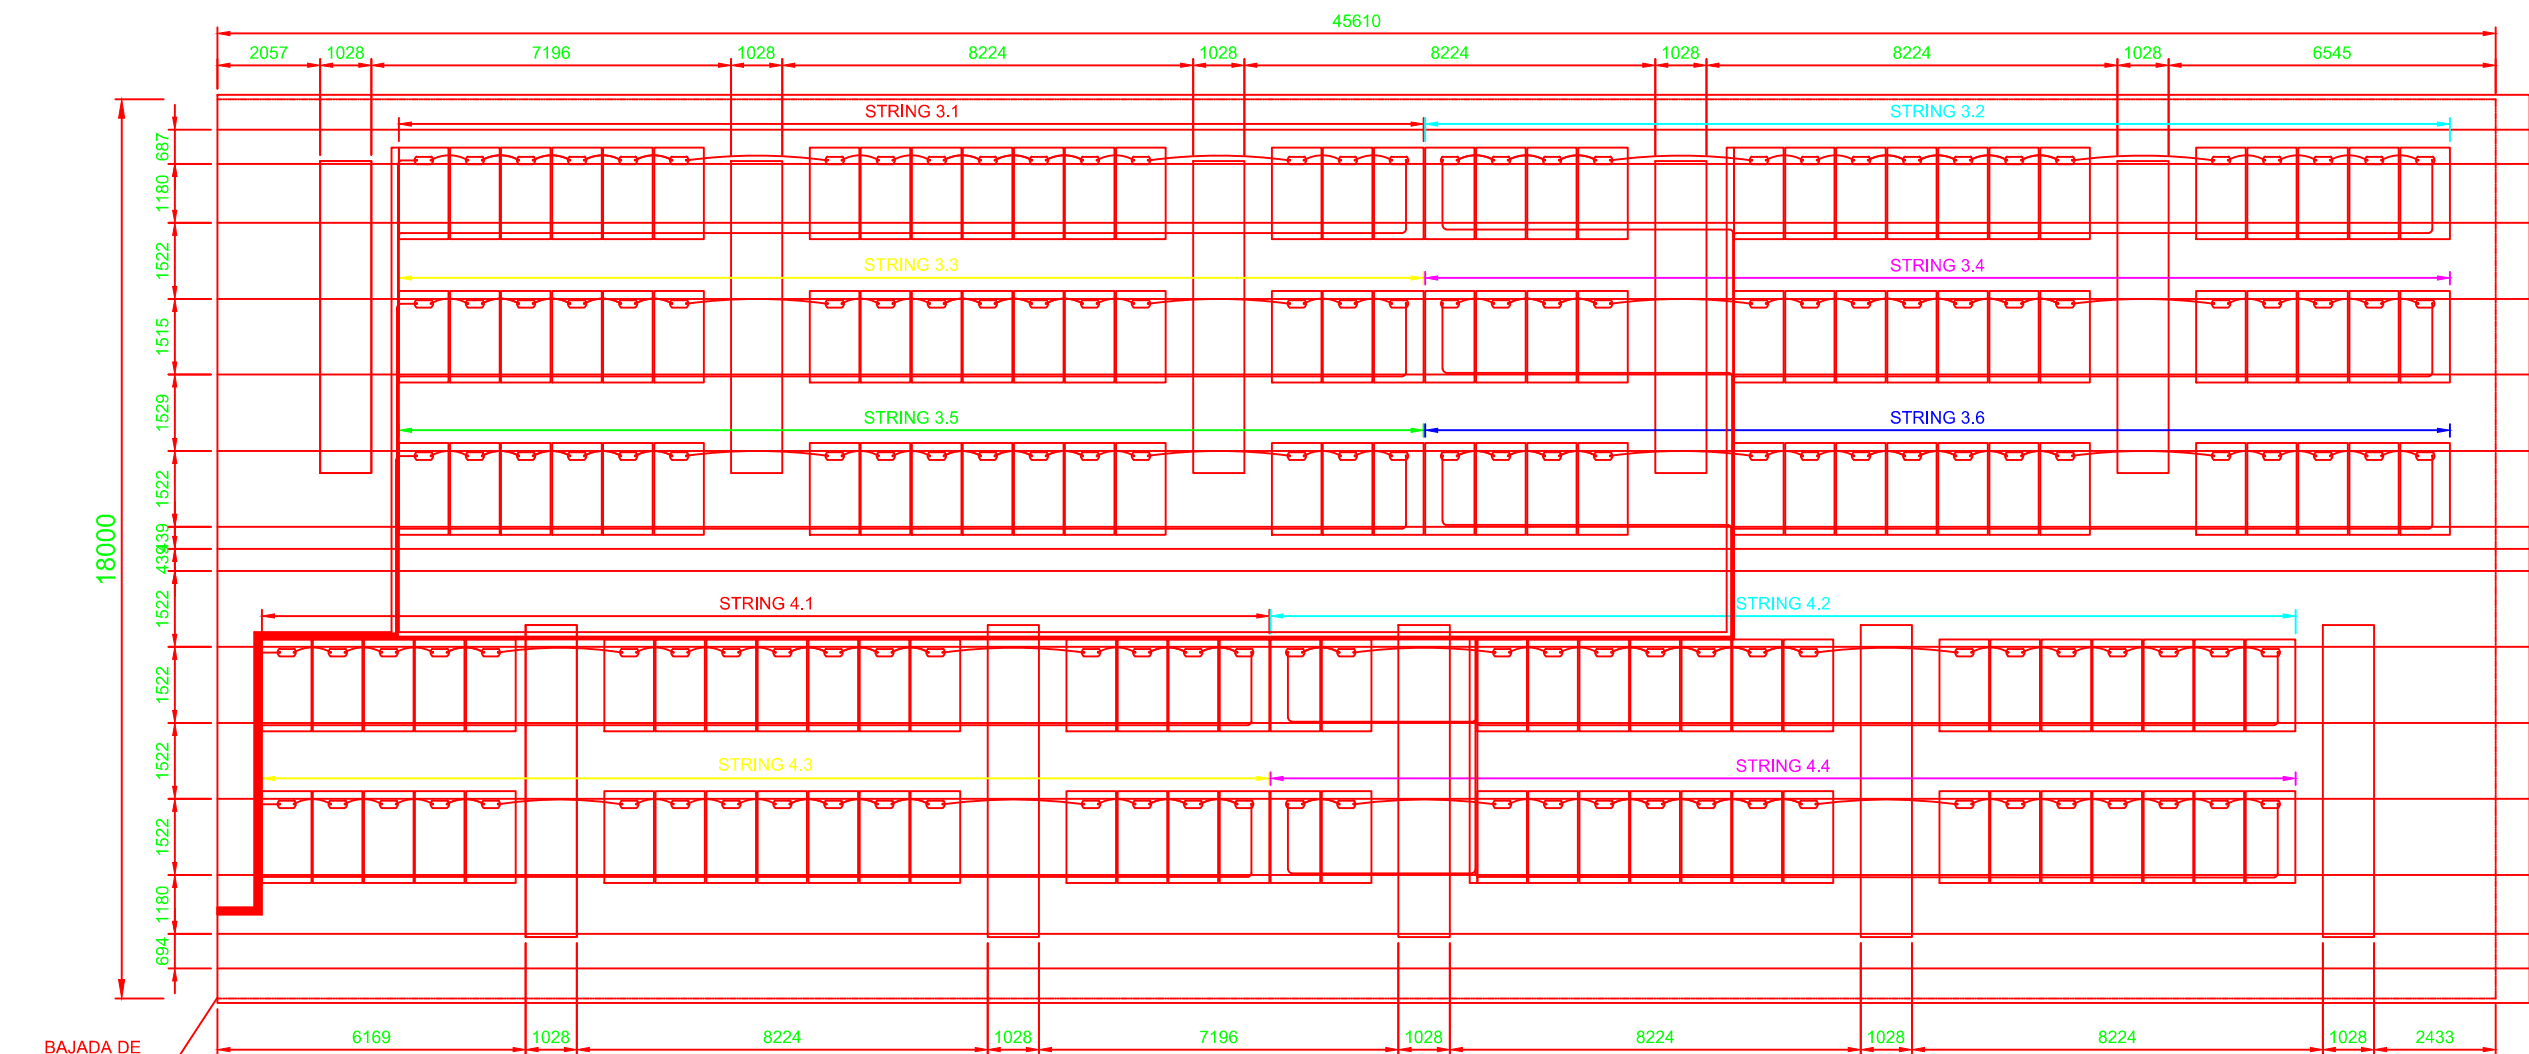 45610
2057 1028 7196 1028 8224 1028 8224 1028 8224 1028 6545
STRING 3.1 STRING 3.2
687
1180
1522
STRING 3.3 STRING 3.4
1515
1529
STRING 3.5 STRING 3.6
1522
439
439
18000
1522
STRING 4.1 STRING 4.2
1522
1522
STRING 4.3 STRING 4.4
1522
1180
694
6169 1028 8224 1028 7196 1028 8224 1028 8224 1028 2433
BAJADA DE